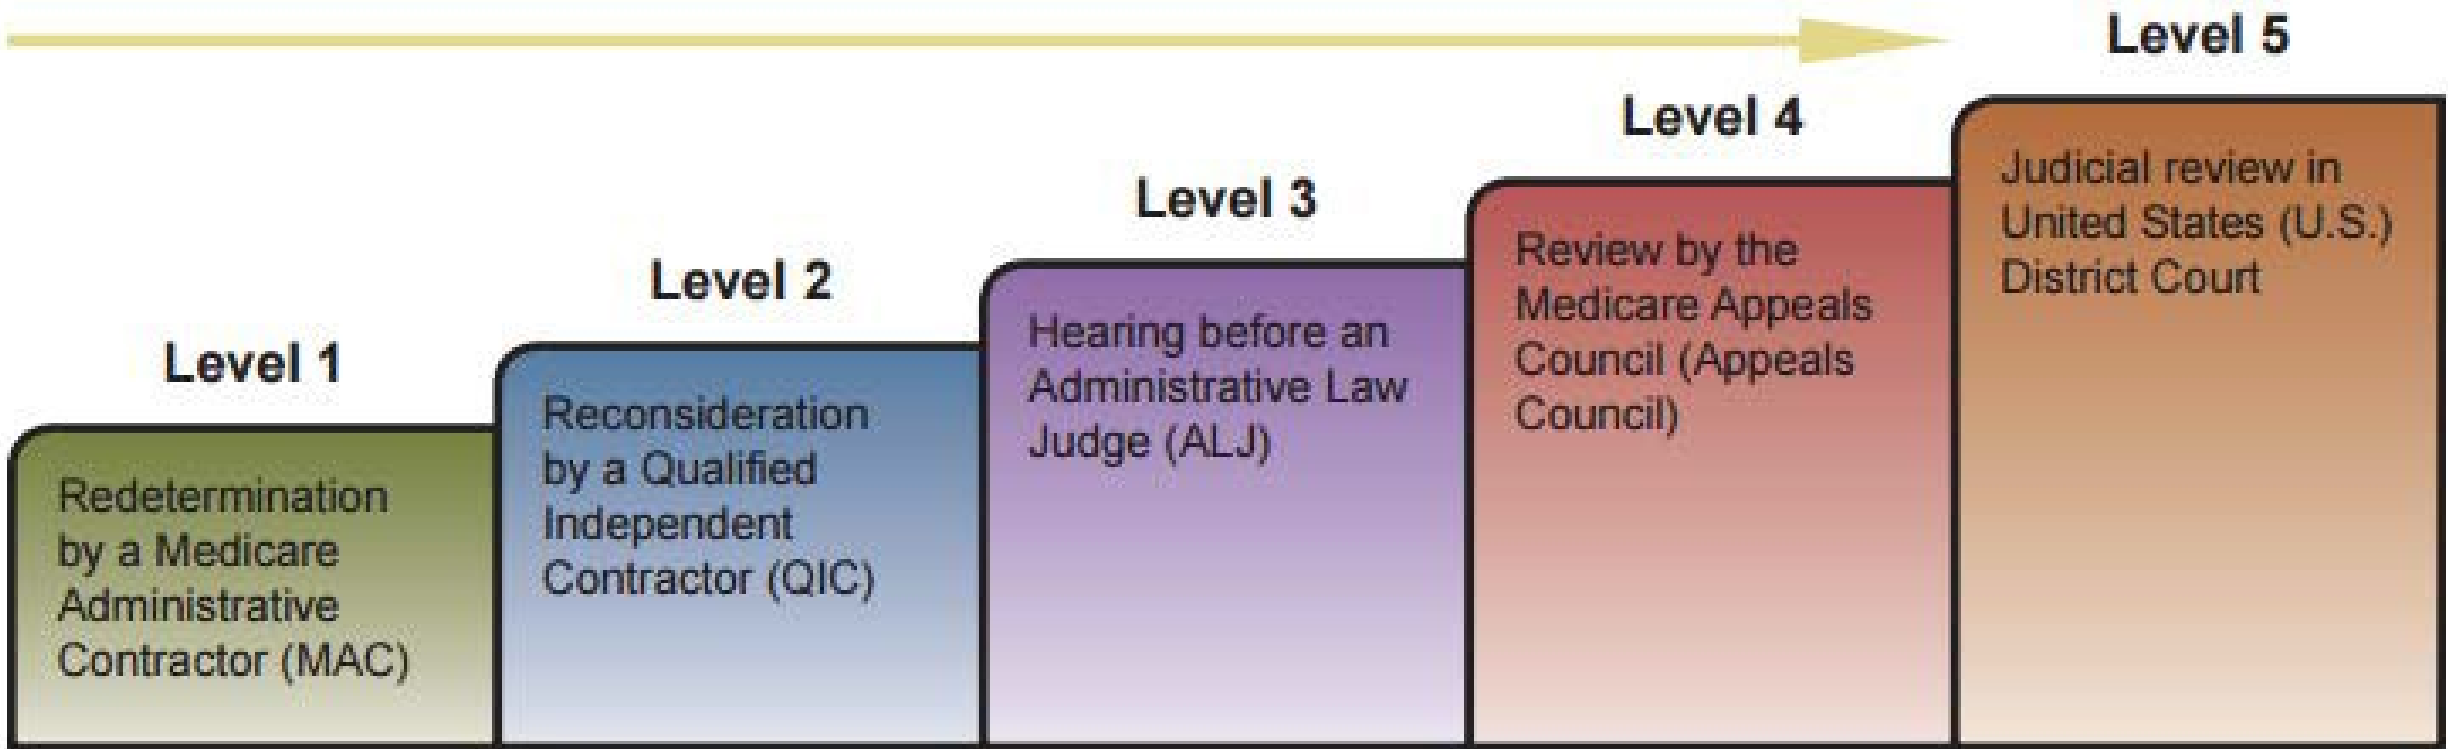 Level 1
Redetermination
by a Medicare
Administrative
Contractor (MAC)
Level 2
Reconsideration
by a Qualified
Independent
Contractor (QIC)
Level 3
Hearing before an
Administrative Law
Judge (ALJ)
Level 4
Review by the
Medicare Appeals
Council (Appeals
Council)
Level 5
Judicial review in
United States (U.S.)
District Court